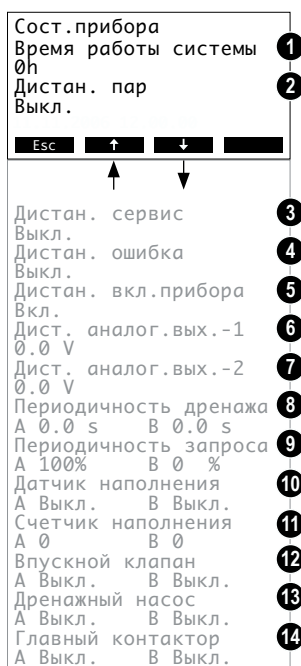 Сост.прибора
Время работы системы 1
0h
Дистан. пар 2
Выкл.
Esc ↑ ↓
Дистан. сервис 3
Выкл.
Дистан. ошибка 4
Выкл.
Дистан. вкл.прибора 5
Вкл.
Дист. аналог.вых.-1 6
0.0 V
Дист. аналог.вых.-2 7
0.0 V
Периодичность дренажа 8
A 0.0 s B 0.0 s
Периодичность запроса 9
A 100% B 0 %
Датчик наполнения 10
A Выкл. B Выкл.
Счетчик наполнения 11
A 0 B 0
Впускной клапан 12
A Выкл. B Выкл.
Дренажный насос 13
A Выкл. B Выкл.
Главный контактор 14
A Выкл. B Выкл.